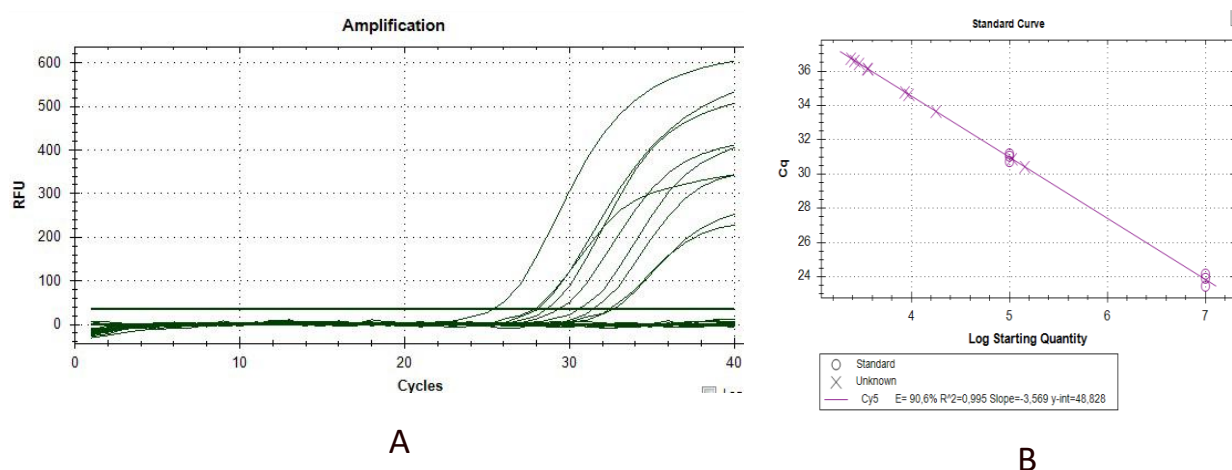 Amplification
600
500
400
300
200
100
0
RFU
0 10 20 30 40
Cycles
A
Standard Curve
36
34
32
30
28
26
24
Cq
4 5 6 7
Log Starting Quantity
Standard
Unknown
Cy5 E= 90,6% R^2=0,995 Slope=-3,569 y-int=48,828
B